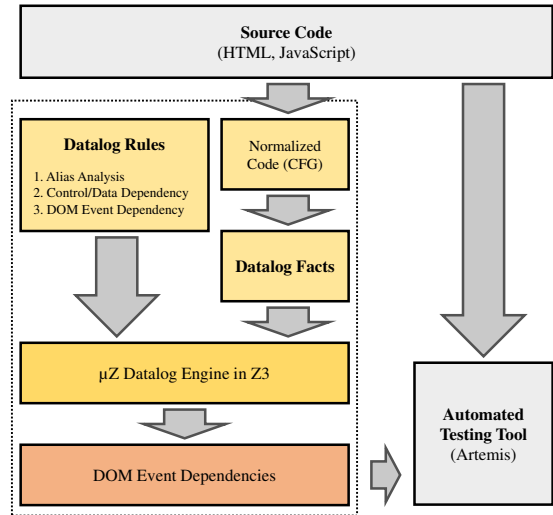 Source Code
(HTML, JavaScript)
Datalog Rules
1. Alias Analysis
2. Control/Data Dependency
3. DOM Event Dependency
Normalized
Code (CFG)
Datalog Facts
μZ Datalog Engine in Z3
DOM Event Dependencies
Automated
Testing Tool
(Artemis)